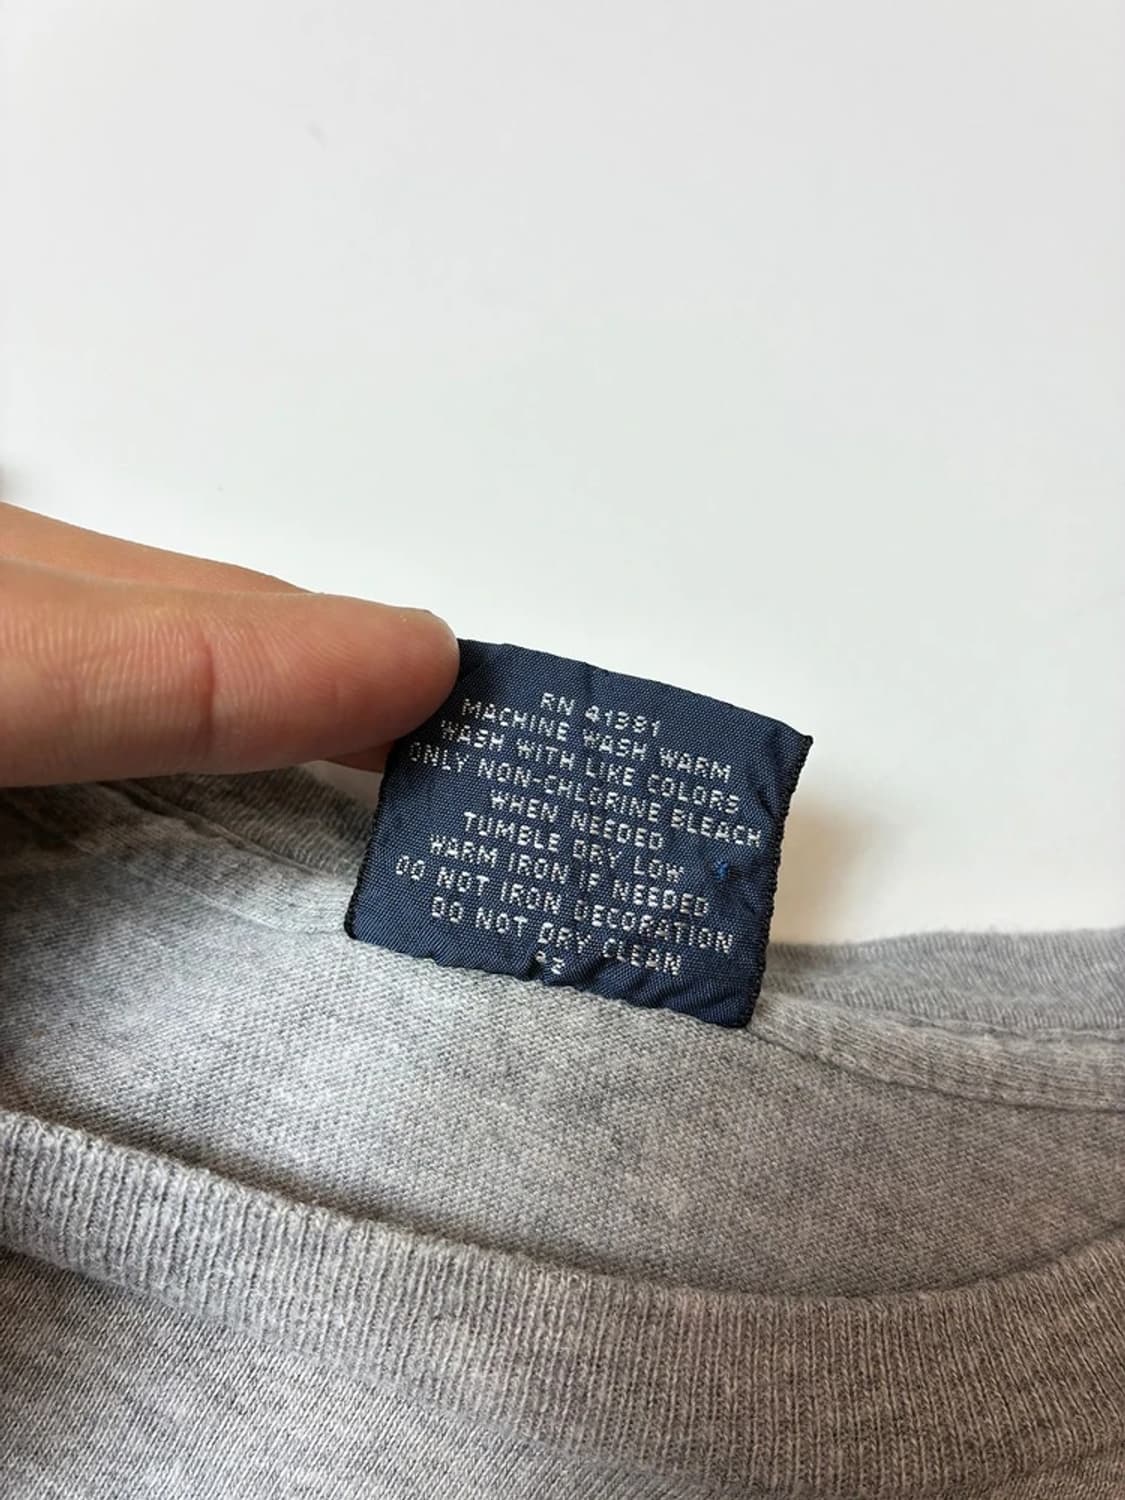 RN 41381
MACHINE WASH WARM
WASH WITH LIKE COLORS
ONLY NON-CHLORINE BLEACH
WHEN NEEDED
TUMBLE DRY LOW
WARM IRON IF NEEDED
DO NOT IRON DECORATION
DO NOT DRY CLEAN